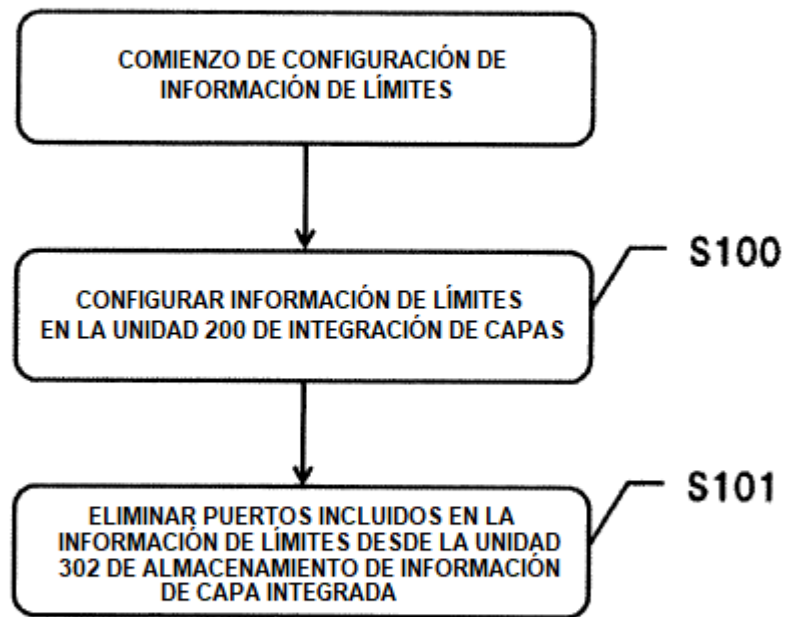 COMIENZO DE CONFIGURACIÓN DE
INFORMACIÓN DE LÍMITES
S100
CONFIGURAR INFORMACIÓN DE LÍMITES
EN LA UNIDAD 200 DE INTEGRACIÓN DE CAPAS
S101
ELIMINAR PUERTOS INCLUIDOS EN LA
INFORMACIÓN DE LÍMITES DESDE LA UNIDAD
302 DE ALMACENAMIENTO DE INFORMACIÓN
DE CAPA INTEGRADA